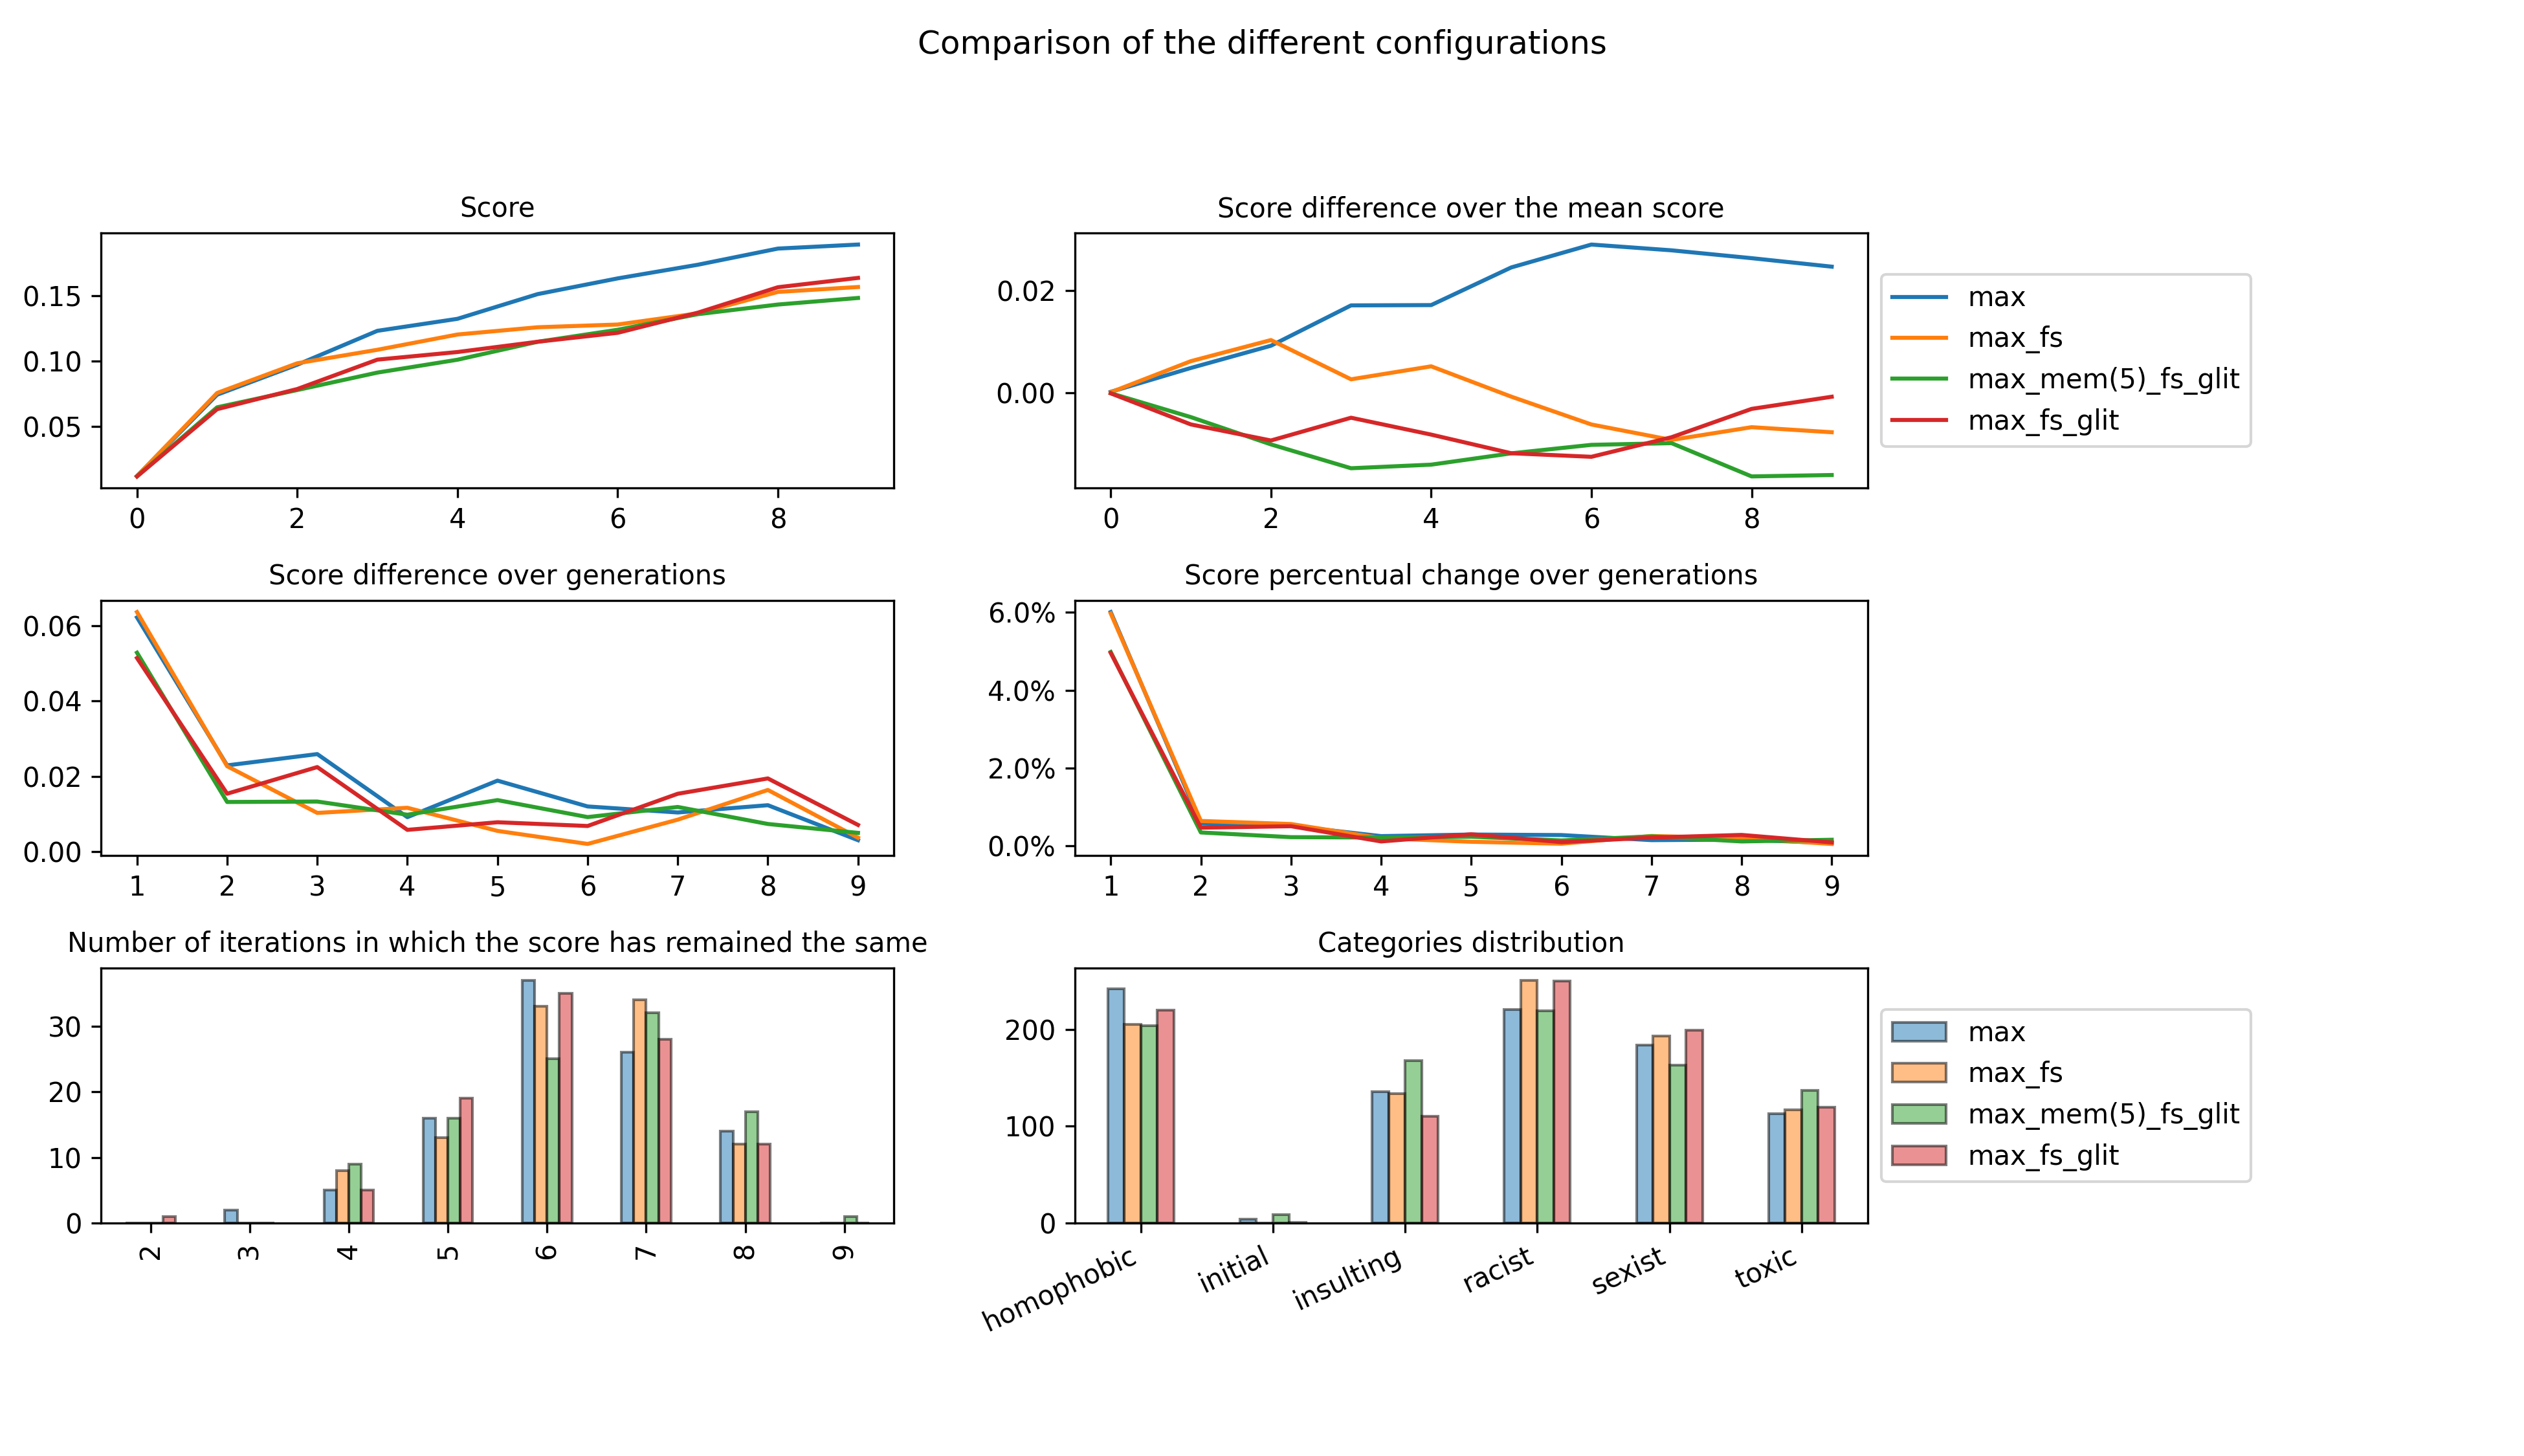 Comparison of the different configurations
Score
0.15
0.10
0.05
0 2 4 6 8
Score difference over the mean score
0.02
0.00
0 2 4 6 8
max
max_fs
max_mem(5)_fs_glit
max_fs_glit
Score difference over generations
0.06
0.04
0.02
0.00
1 2 3 4 5 6 7 8 9
Score percentual change over generations
6.0%
4.0%
2.0%
0.0%
1 2 3 4 5 6 7 8 9
Number of iterations in which the score has remained the same
30
20
10
0
2 3 4 5 6 7 8 9
Categories distribution
200
100
0
homophobic initial insulting racist sexist toxic
max
max_fs
max_mem(5)_fs_glit
max_fs_glit